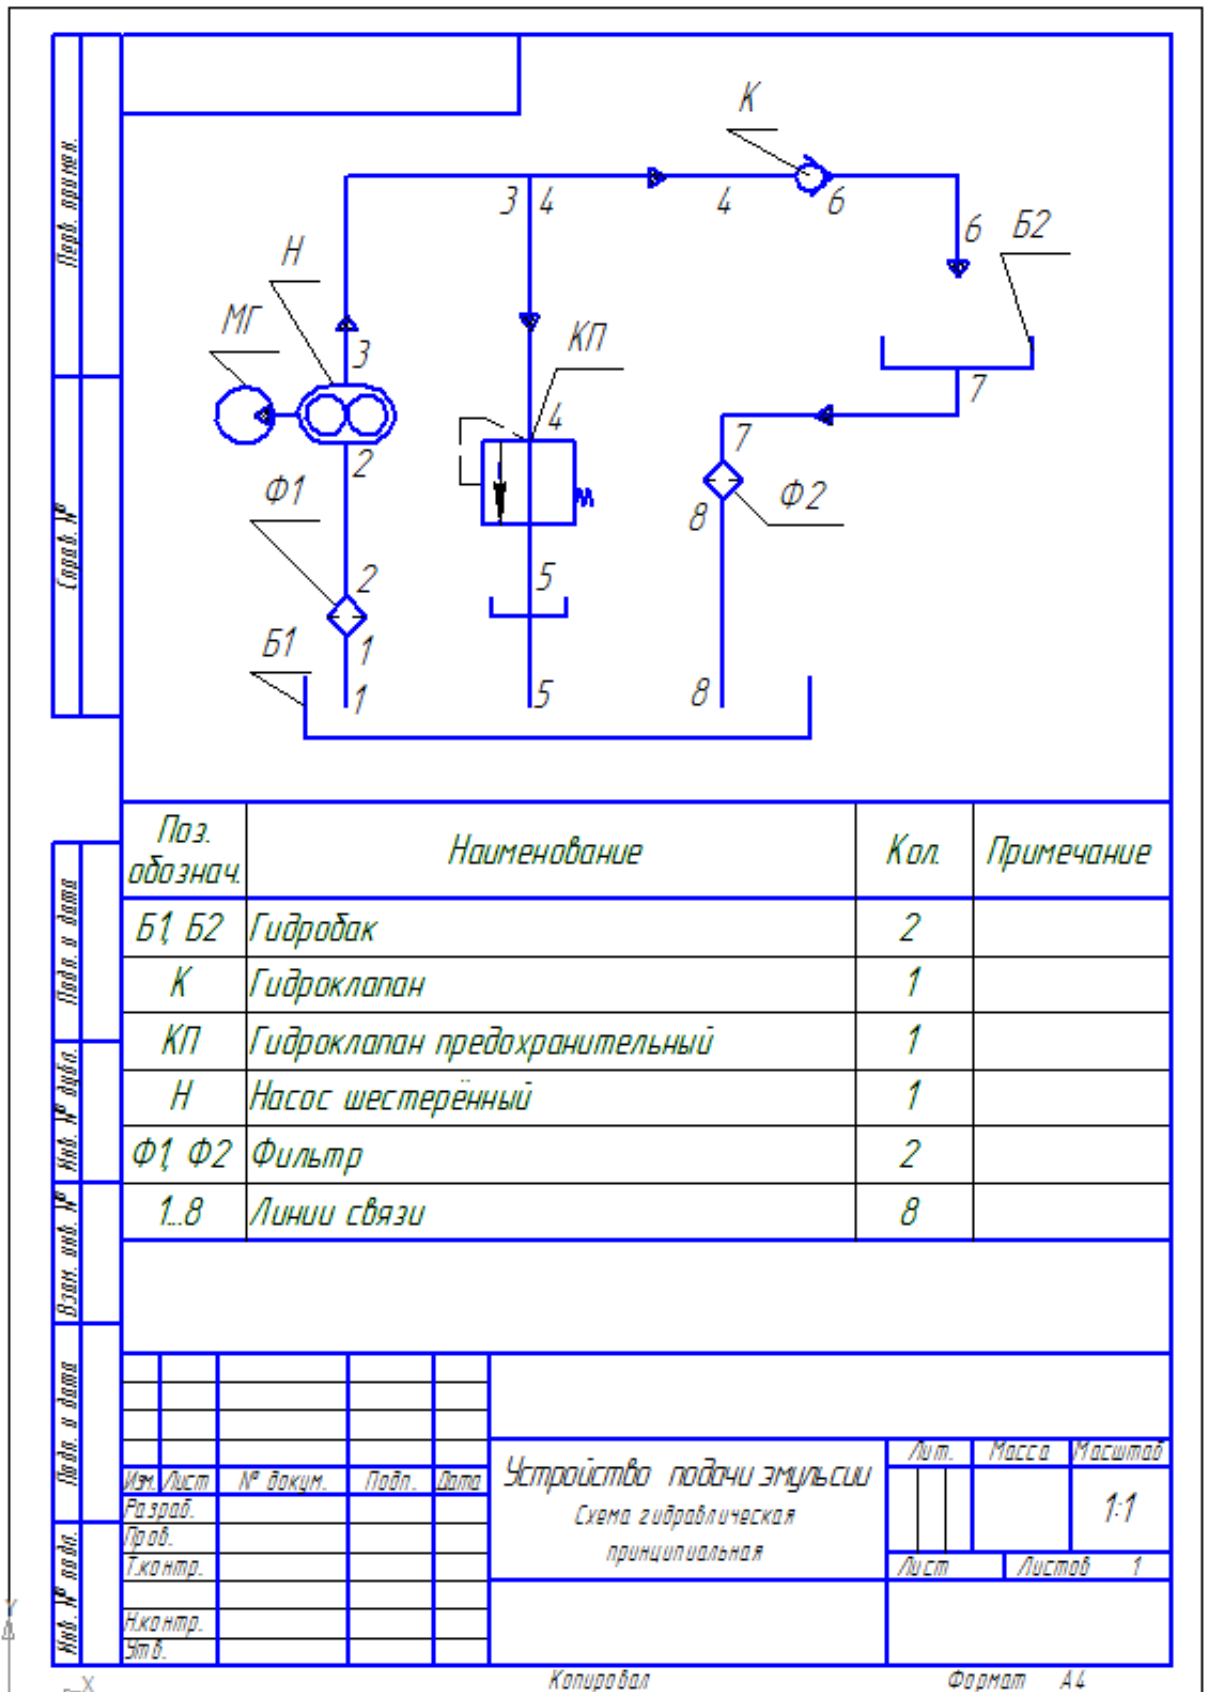 К
3 4
4
6
6
Б2
Н
МГ
3
КП
4
7
7
2
Ф1
Ф2
8
2
5
Б1
1
1
5
8
Поз. обознач.
Наименование
Кол.
Примечание
Б1, Б2 Гидробак 2
К Гидроклапан 1
КП Гидроклапан предохранительный 1
Н Насос шестерённый 1
Ф1, Ф2 Фильтр 2
1...8 Линии связи 8
Перв. примен.
Справ. №
Подп. и дата
Инв. № дубл.
Взам. инв. №
Подп. и дата
Инв. № подл.
Изм. Лист № докум. Подп. Дата
Разраб.
Пров.
Т.контр.
Н.контр.
Утв.
Устройство подачи эмульсии
Схема гидравлическая
принципиальная
Лит. Масса Масштаб
1:1
Лист Листов 1
Копировал Формат А4
Y
X